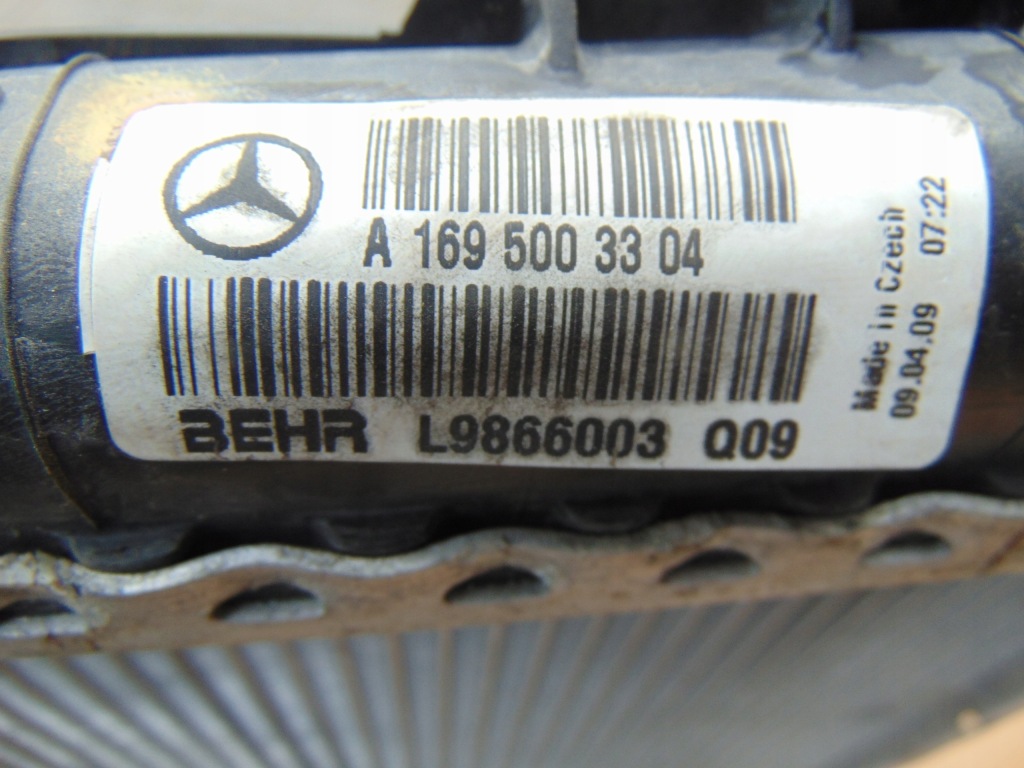 A 169 500 33 04
BEHR L9866003 Q09
Made in Czech
09.04.09 07:22